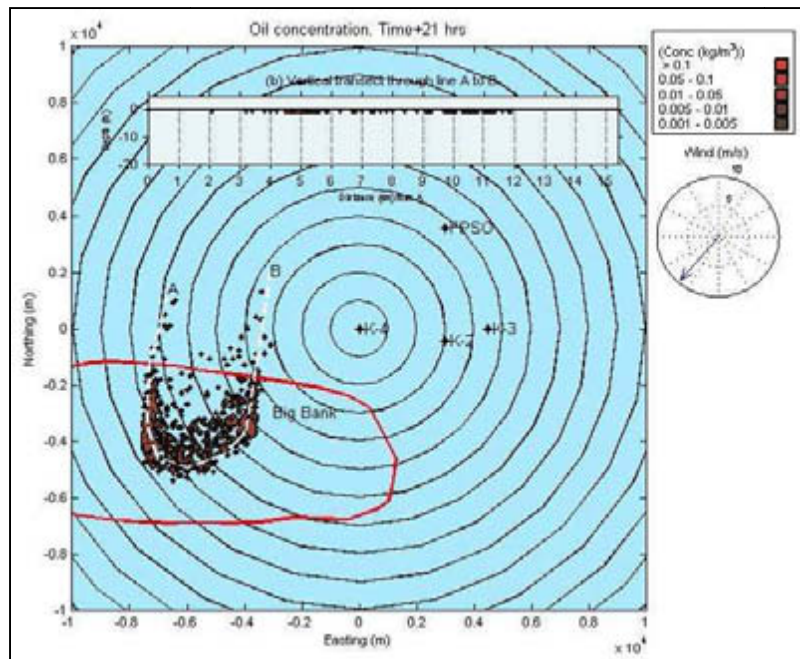 Oil concentration, Time+21 hrs
× 10⁴
1
0.8
0.6
0.4
0.2
0
-0.2
-0.4
-0.6
-0.8
-1
Northing (m)
(b) Vertical transect through line A to B
0
-10
-20
0 1 2 3 4 5 6 7 8 9 10 11 12 13 14 15
FPSO
A
B
K-4
K-2
K-3
Big Bank
-1 -0.8 -0.6 -0.4 -0.2 0 0.2 0.4 0.6 0.8 1
Easting (m)
× 10⁴
(Conc (kg/m³))
> 0.1
0.05 - 0.1
0.01 - 0.05
0.005 - 0.01
0.001 - 0.005
Wind (m/s)
10
5